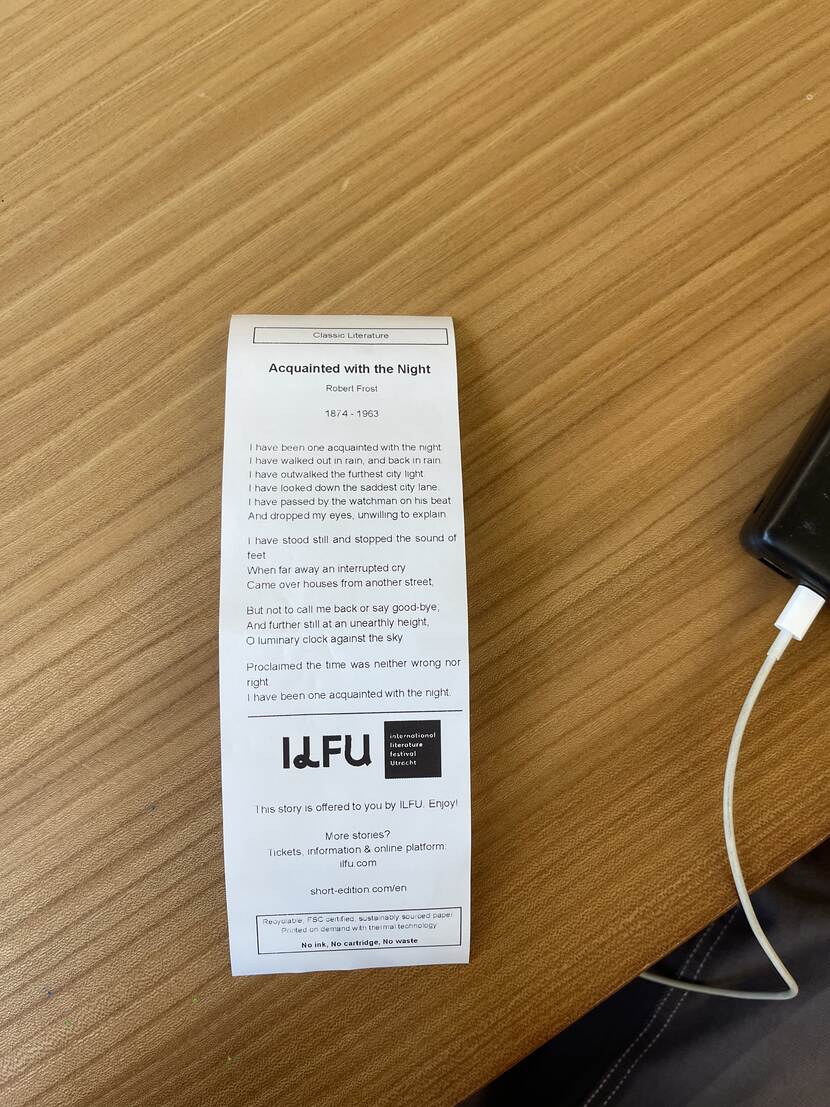 Classic Literature
Acquainted with the Night
Robert Frost
1874 - 1963
I have been one acquainted with the night.
I have walked out in rain, and back in rain.
I have outwalked the furthest city light.
I have looked down the saddest city lane.
I have passed by the watchman on his beat
And dropped my eyes, unwilling to explain.
I have stood still and stopped the sound of
feet
When far away an interrupted cry
Came over houses from another street,
But not to call me back or say good-bye;
And further still at an unearthly height,
O luminary clock against the sky
Proclaimed the time was neither wrong nor
right.
I have been one acquainted with the night.
ILFU
international
literature
festival
Utrecht
This story is offered to you by ILFU. Enjoy!
More stories?
Tickets, information & online platform:
ilfu.com
short-edition.com/en
Recyclable, FSC certified, sustainably sourced paper
Printed on demand with thermal technology
No ink, No cartridge, No waste